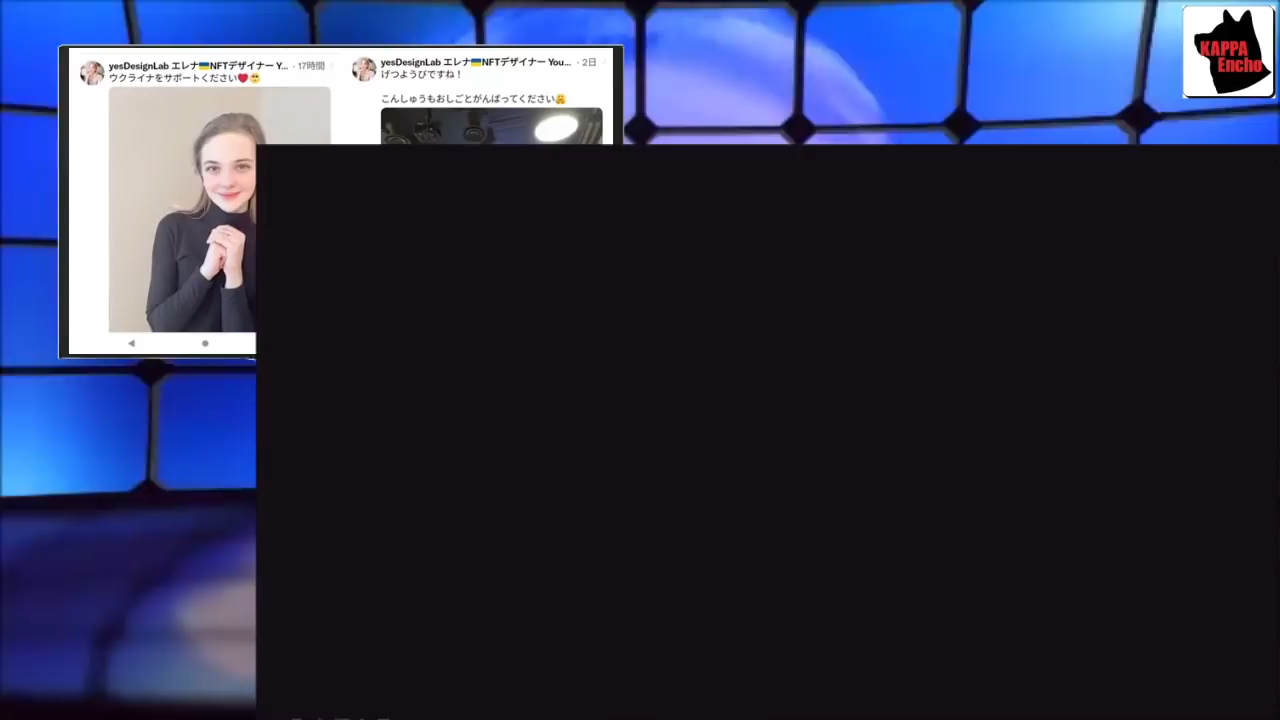 yesDesignLab エレナ🇺🇦NFTデザイナー Y... · 17時間
ウクライナをサポートください❤️🥺
yesDesignLab エレナ🇺🇦NFTデザイナー You... · 2日
げつようびですね！
こんしゅうもおしごとがんばってください🤗
KAPPA
Encho